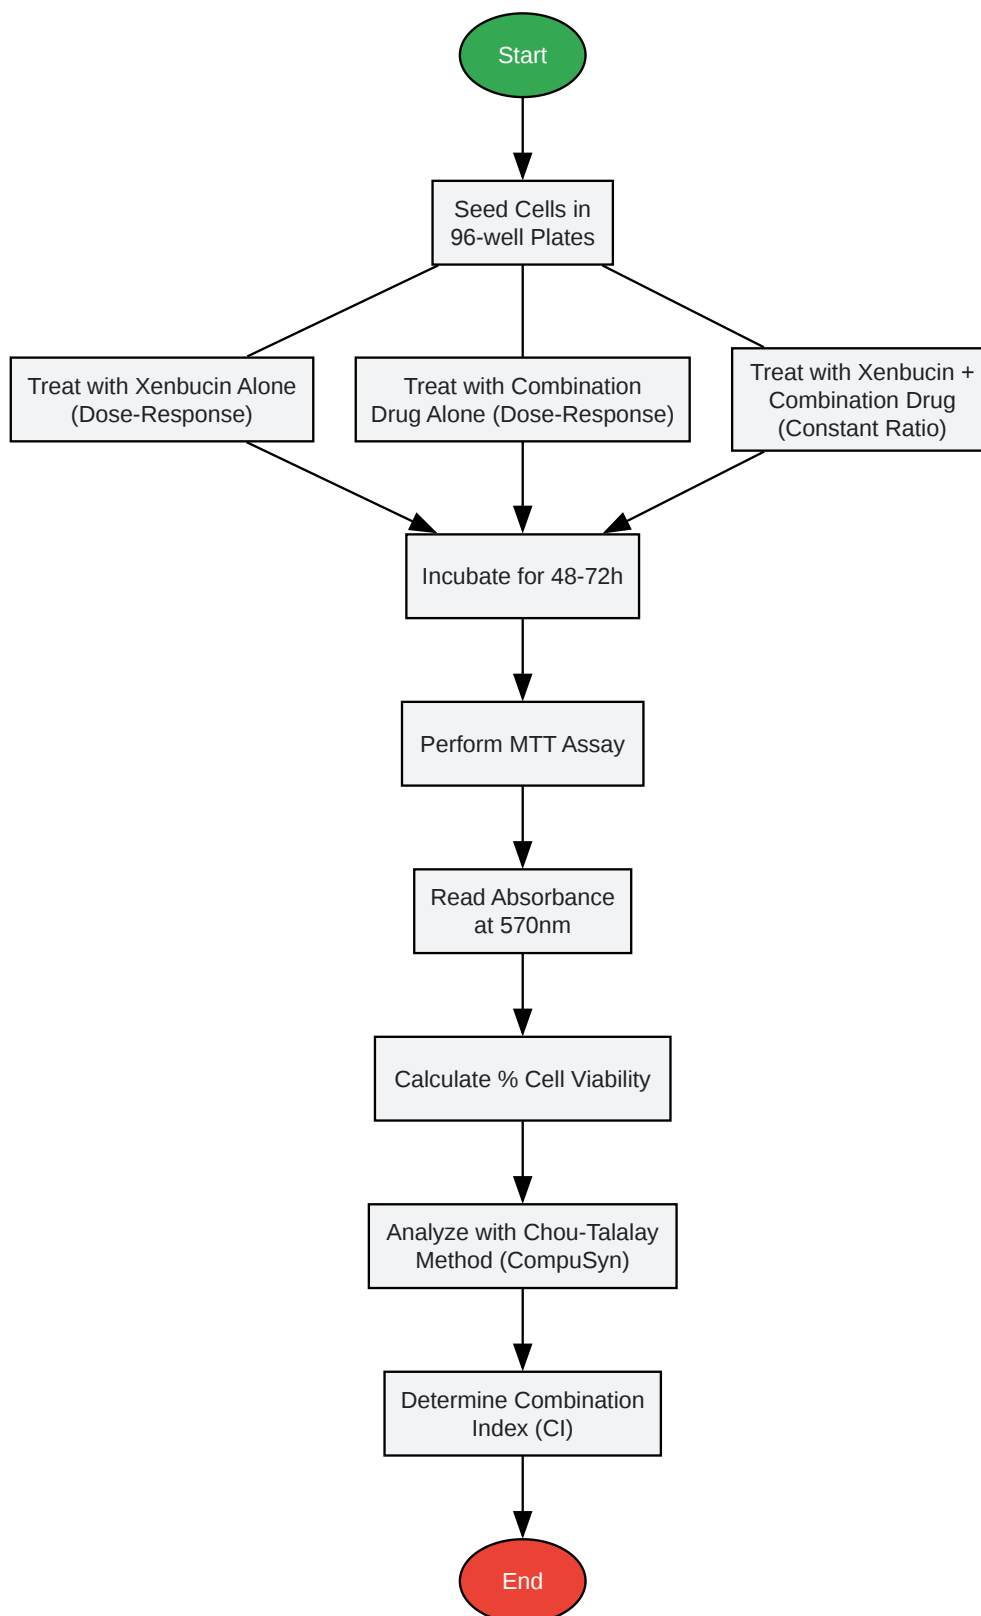 Start
Seed Cells in
96-well Plates
Treat with Xenbucin Alone
(Dose-Response)
Treat with Combination
Drug Alone (Dose-Response)
Treat with Xenbucin +
Combination Drug
(Constant Ratio)
Incubate for 48-72h
Perform MTT Assay
Read Absorbance
at 570nm
Calculate % Cell Viability
Analyze with Chou-Talalay
Method (CompuSyn)
Determine Combination
Index (CI)
End